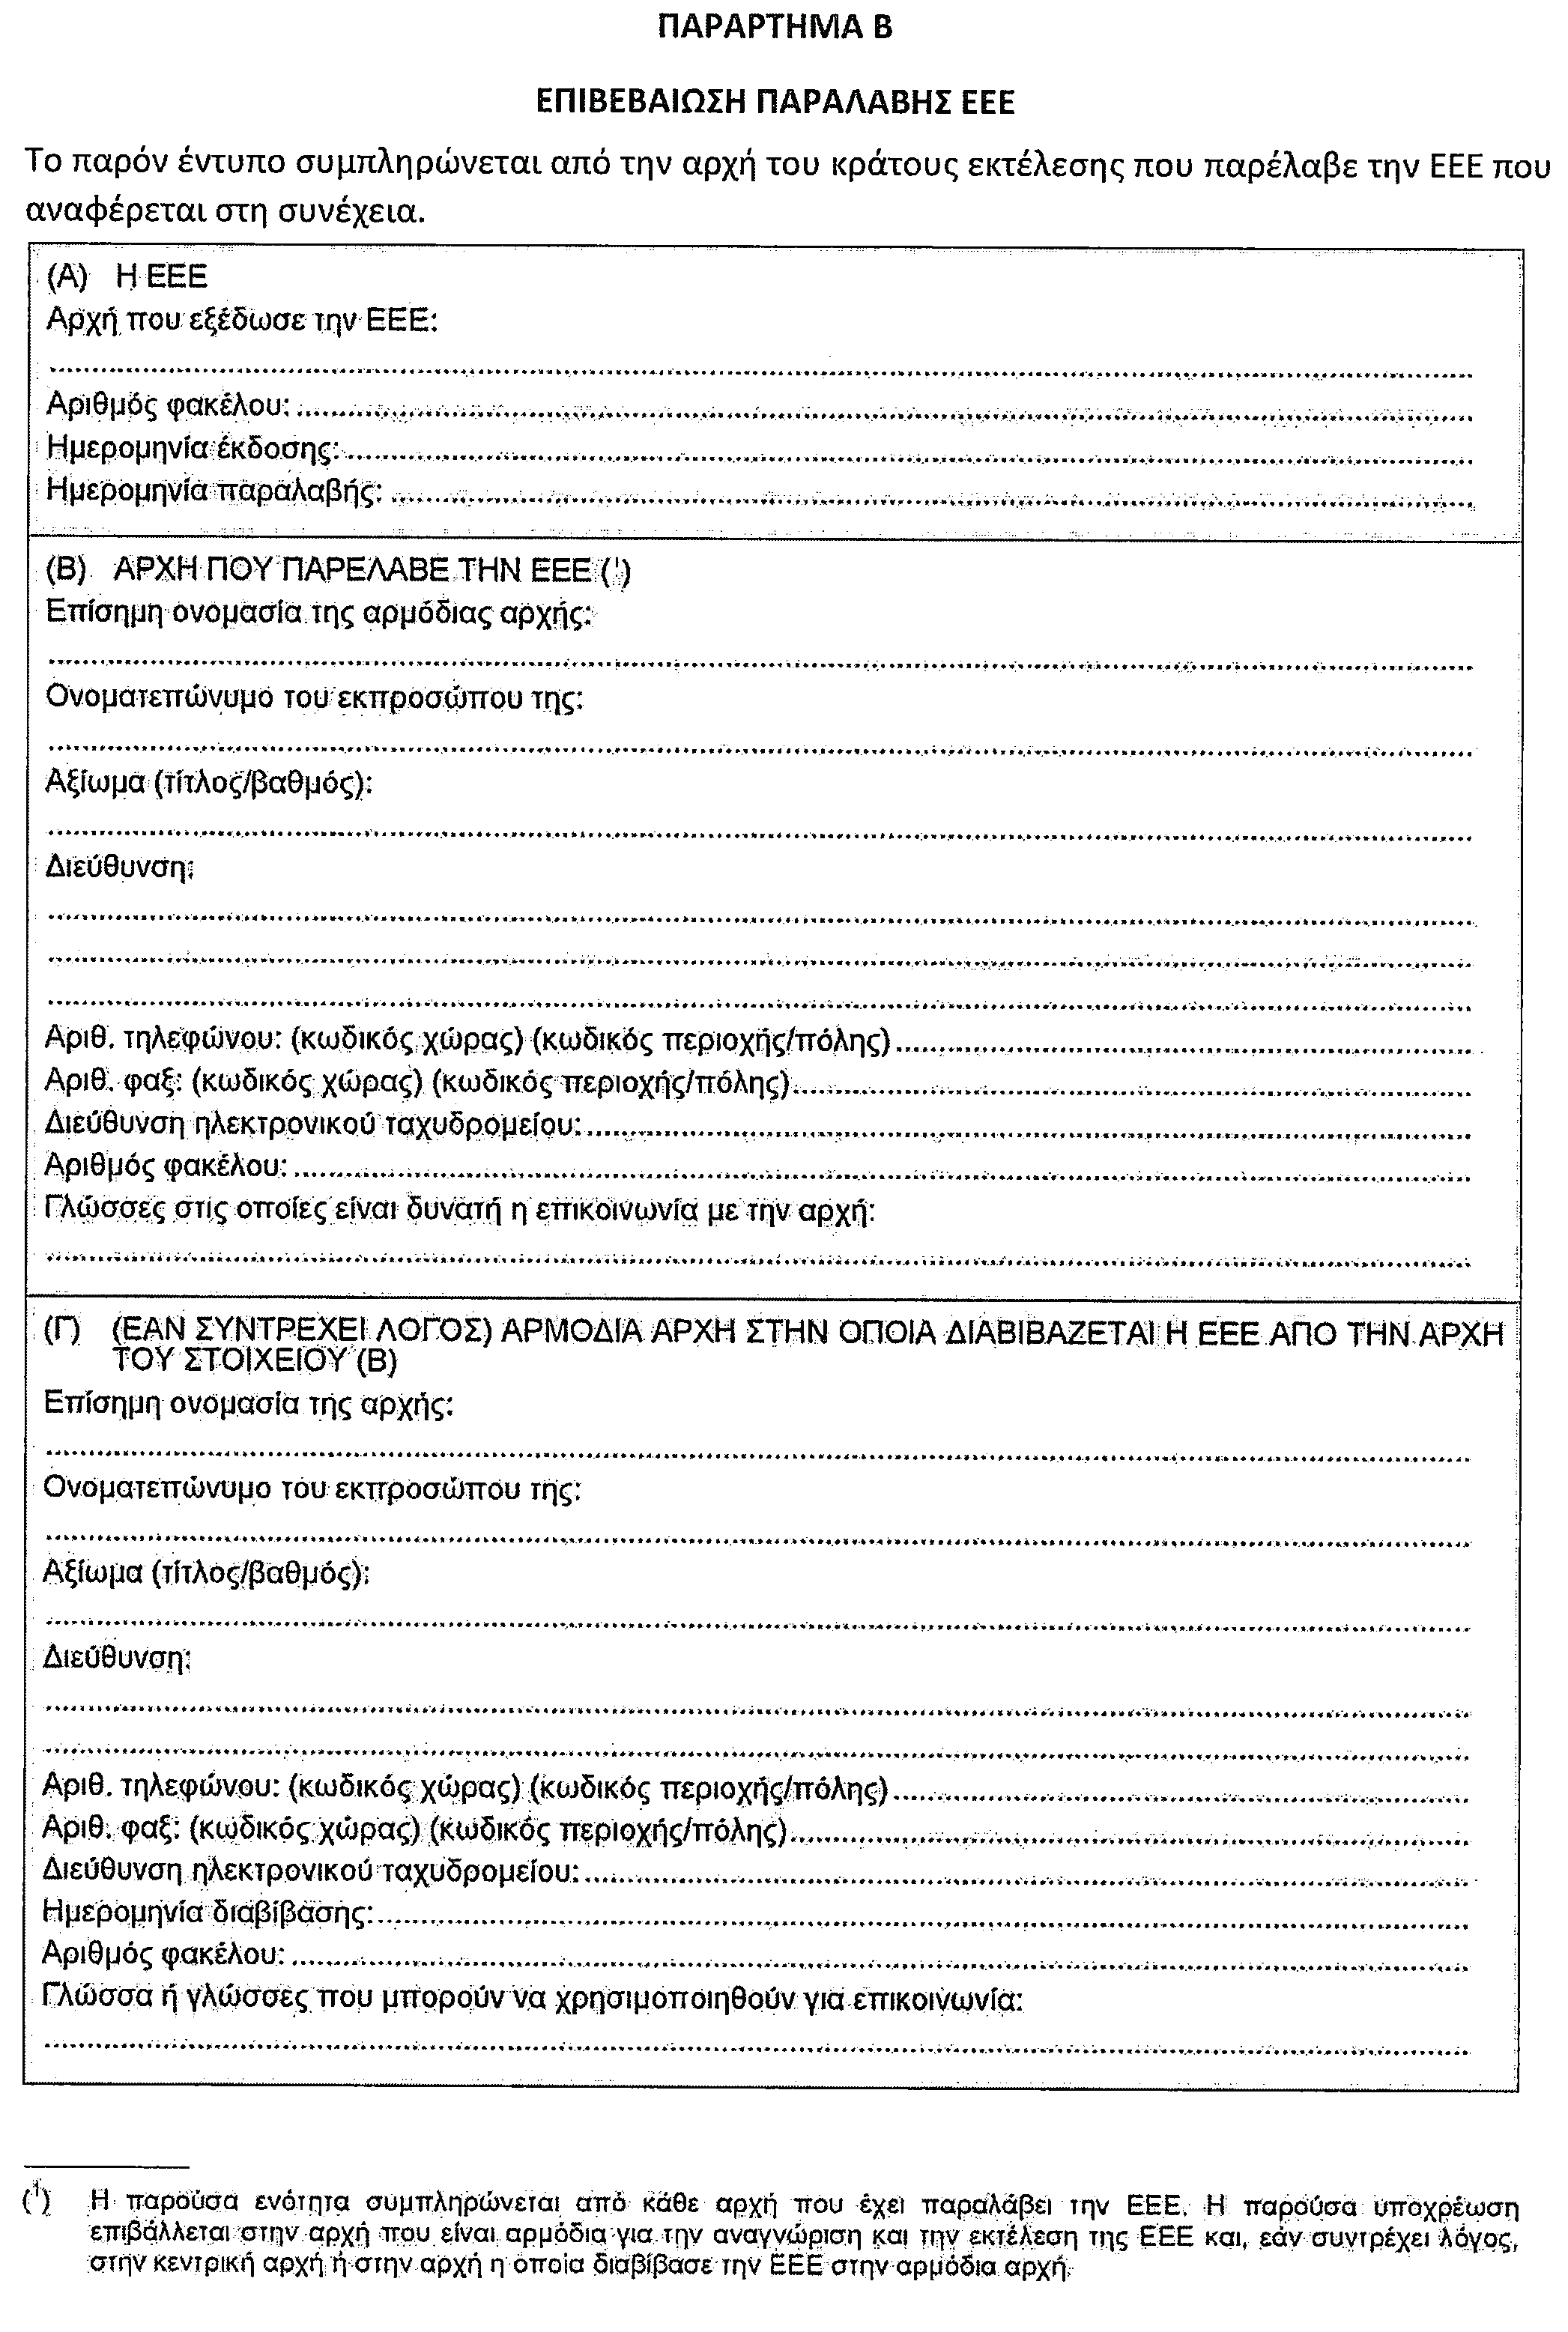 ΠΑΡΑΡΤΗΜΑ Β
ΕΠΙΒΕΒΑΙΩΣΗ ΠΑΡΑΛΑΒΗΣ ΕΕΕ
Το παρόν έντυπο συμπληρώνεται από την αρχή του κράτους εκτέλεσης που παρέλαβε την ΕΕΕ που
αναφέρεται στη συνέχεια.
(Α) Η ΕΕΕ
Αρχή που εξέδωσε την ΕΕΕ:
Αριθμός φακέλου:
Ημερομηνία έκδοσης:
Ημερομηνία παραλαβής:
(Β) ΑΡΧΗ ΠΟΥ ΠΑΡΕΛΑΒΕ ΤΗΝ ΕΕΕ (¹)
Επίσημη ονομασία της αρμόδιας αρχής:
Ονοματεπώνυμο του εκπροσώπου της:
Αξίωμα (τίτλος/βαθμός):
Διεύθυνση:
Αριθ. τηλεφώνου: (κωδικός χώρας) (κωδικός περιοχής/πόλης)
Αριθ. φαξ: (κωδικός χώρας) (κωδικός περιοχής/πόλης)
Διεύθυνση ηλεκτρονικού ταχυδρομείου:
Αριθμός φακέλου:
Γλώσσες στις οποίες είναι δυνατή η επικοινωνία με την αρχή:
(Γ) (ΕΑΝ ΣΥΝΤΡΕΧΕΙ ΛΟΓΟΣ) ΑΡΜΟΔΙΑ ΑΡΧΗ ΣΤΗΝ ΟΠΟΙΑ ΔΙΑΒΙΒΑΖΕΤΑΙ Η ΕΕΕ ΑΠΟ ΤΗΝ ΑΡΧΗ
ΤΟΥ ΣΤΟΙΧΕΙΟΥ (Β)
Επίσημη ονομασία της αρχής:
Ονοματεπώνυμο του εκπροσώπου της:
Αξίωμα (τίτλος/βαθμός):
Διεύθυνση:
Αριθ. τηλεφώνου: (κωδικός χώρας) (κωδικός περιοχής/πόλης)
Αριθ. φαξ: (κωδικός χώρας) (κωδικός περιοχής/πόλης)
Διεύθυνση ηλεκτρονικού ταχυδρομείου:
Ημερομηνία διαβίβασης:
Αριθμός φακέλου:
Γλώσσα ή γλώσσες που μπορούν να χρησιμοποιηθούν για επικοινωνία:
(¹) Η παρούσα ενότητα συμπληρώνεται από κάθε αρχή που έχει παραλάβει την ΕΕΕ. Η παρούσα υποχρέωση
επιβάλλεται στην αρχή που είναι αρμόδια για την αναγνώριση και την εκτέλεση της ΕΕΕ και, εάν συντρέχει λόγος,
στην κεντρική αρχή ή στην αρχή η οποία διαβίβασε την ΕΕΕ στην αρμόδια αρχή.